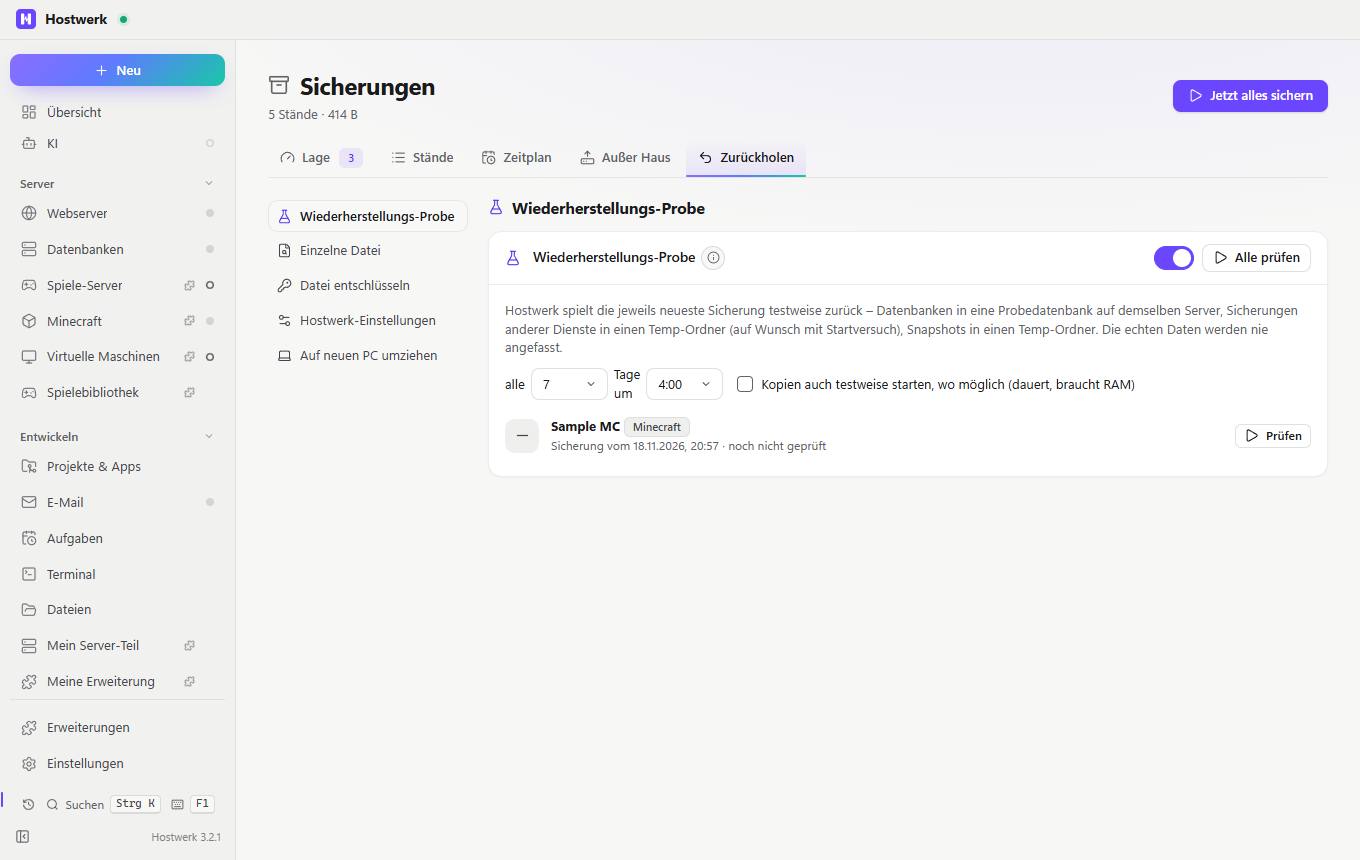 Hostwerk
Neu
Übersicht
KI
Server
Webserver
Datenbanken
Spiele-Server
Minecraft
Virtuelle Maschinen
Spielebibliothek
Entwickeln
Projekte & Apps
E-Mail
Aufgaben
Terminal
Dateien
Mein Server-Teil
Meine Erweiterung
Erweiterungen
Einstellungen
Suchen Strg K F1
Hostwerk 3.2.1
Sicherungen
5 Stände · 414 B
Jetzt alles sichern
Lage 3 Stände Zeitplan Außer Haus Zurückholen
Wiederherstellungs-Probe
Einzelne Datei
Datei entschlüsseln
Hostwerk-Einstellungen
Auf neuen PC umziehen
Wiederherstellungs-Probe
Wiederherstellungs-Probe
Alle prüfen
Hostwerk spielt die jeweils neueste Sicherung testweise zurück – Datenbanken in eine Probedatenbank auf demselben Server, Sicherungen
anderer Dienste in einen Temp-Ordner (auf Wunsch mit Startversuch), Snapshots in einen Temp-Ordner. Die echten Daten werden nie
angefasst.
alle 7 Tage um 4:00 Kopien auch testweise starten, wo möglich (dauert, braucht RAM)
Sample MC Minecraft
Sicherung vom 18.11.2026, 20:57 · noch nicht geprüft
Prüfen